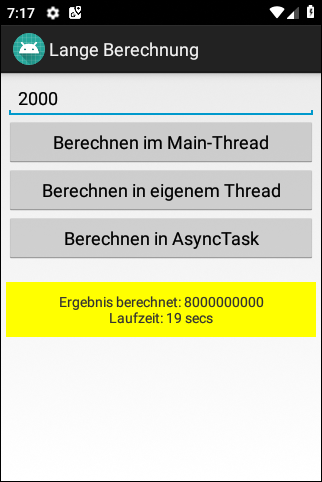 7:17
Lange Berechnung
2000
Berechnen im Main-Thread
Berechnen in eigenem Thread
Berechnen in AsyncTask
Ergebnis berechnet: 8000000000
Laufzeit: 19 secs